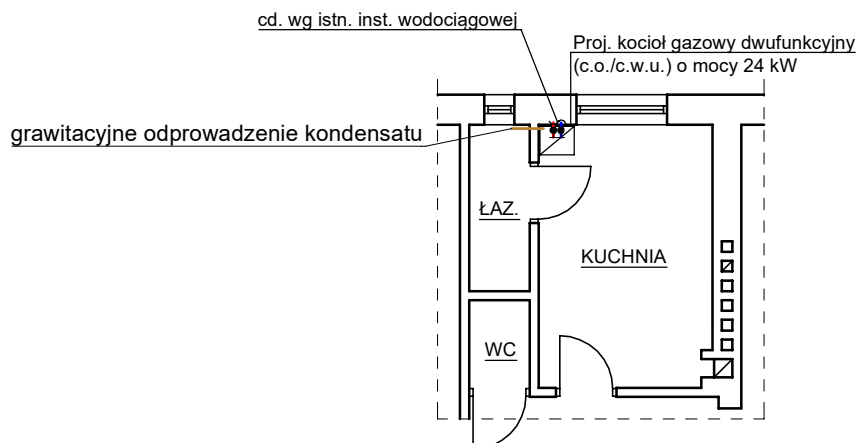 cd. wg istn. inst. wodociągowej
Proj. kocioł gazowy dwufunkcyjny
(c.o./c.w.u.) o mocy 24 kW
grawitacyjne odprowadzenie kondensatu
ŁAZ.
KUCHNIA
WC